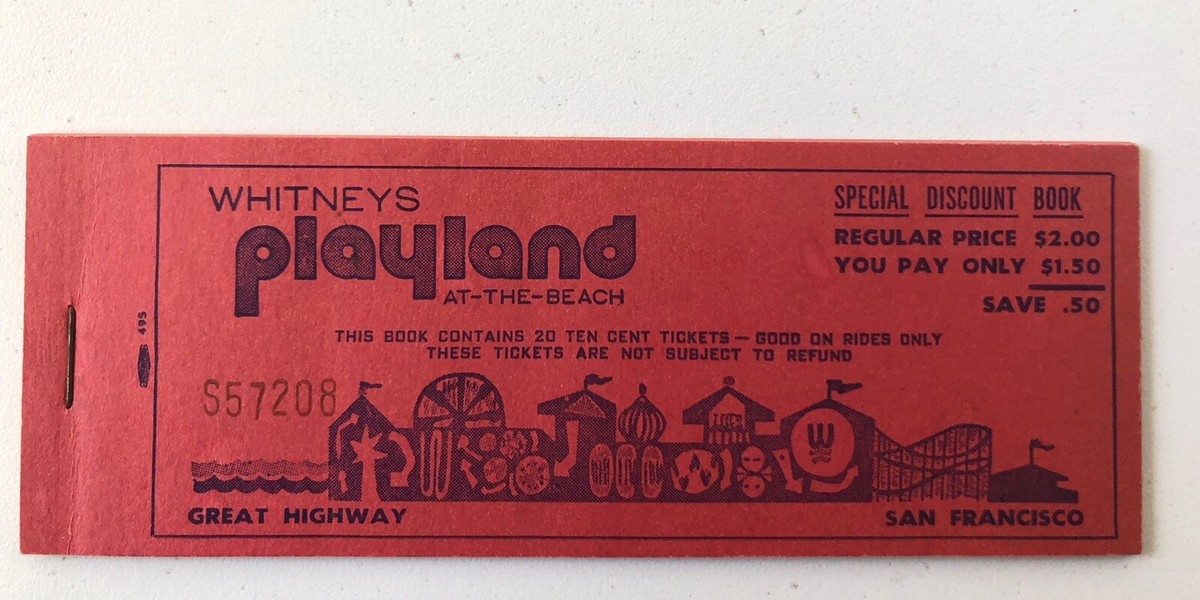 WHITNEYS
playland
AT-THE-BEACH
SPECIAL DISCOUNT BOOK
REGULAR PRICE $2.00
YOU PAY ONLY $1.50
SAVE .50
THIS BOOK CONTAINS 20 TEN CENT TICKETS — GOOD ON RIDES ONLY
THESE TICKETS ARE NOT SUBJECT TO REFUND
495
S57208
W
GREAT HIGHWAY
SAN FRANCISCO